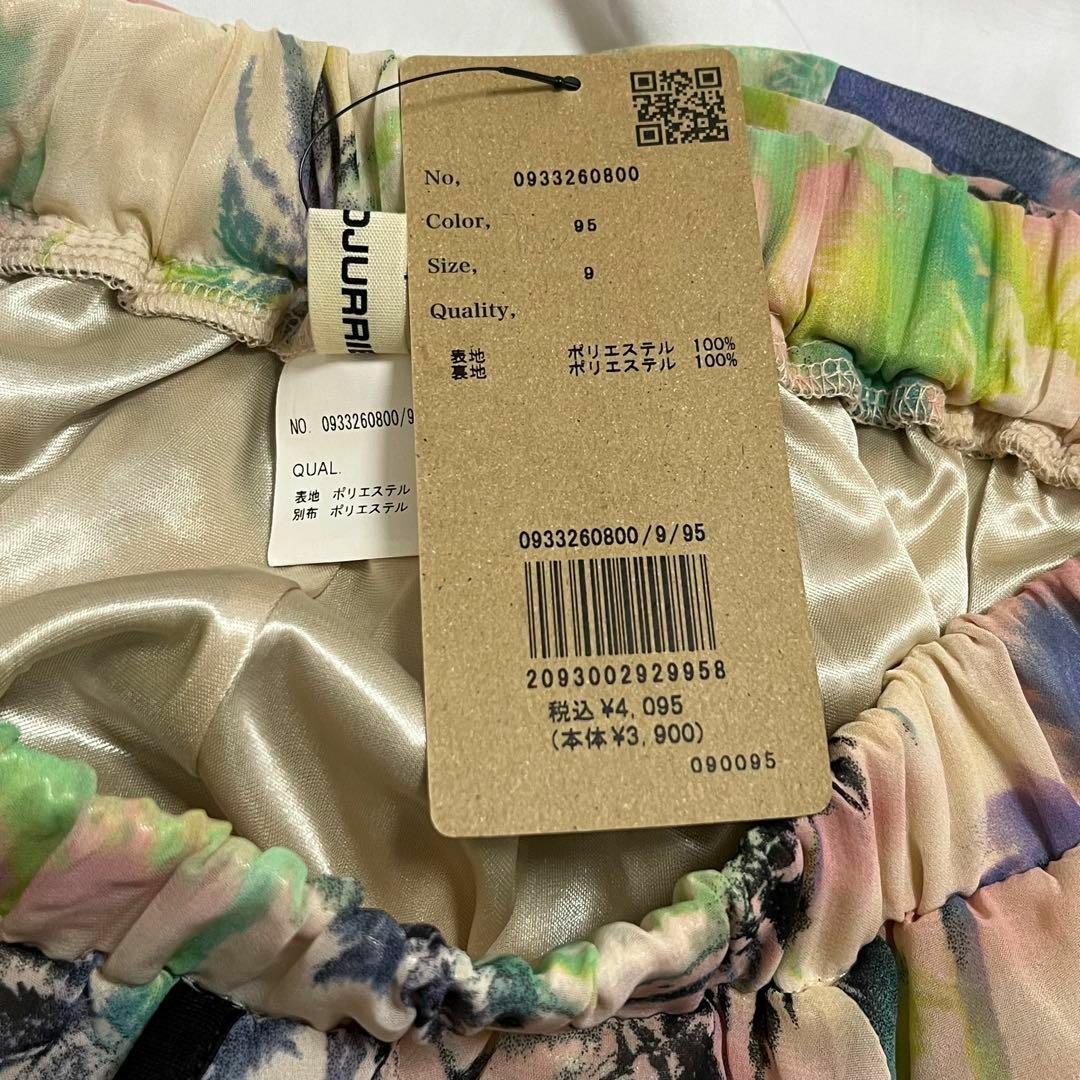 No, 0933260800
Color, 95
Size, 9
Quality,
表地 ポリエステル 100%
裏地 ポリエステル 100%
0933260800/9/95
2093002929958
税込 ¥4,095
(本体¥3,900)
090095
NO. 0933260800/9
QUAL.
表地 ポリエステル
別布 ポリエステル